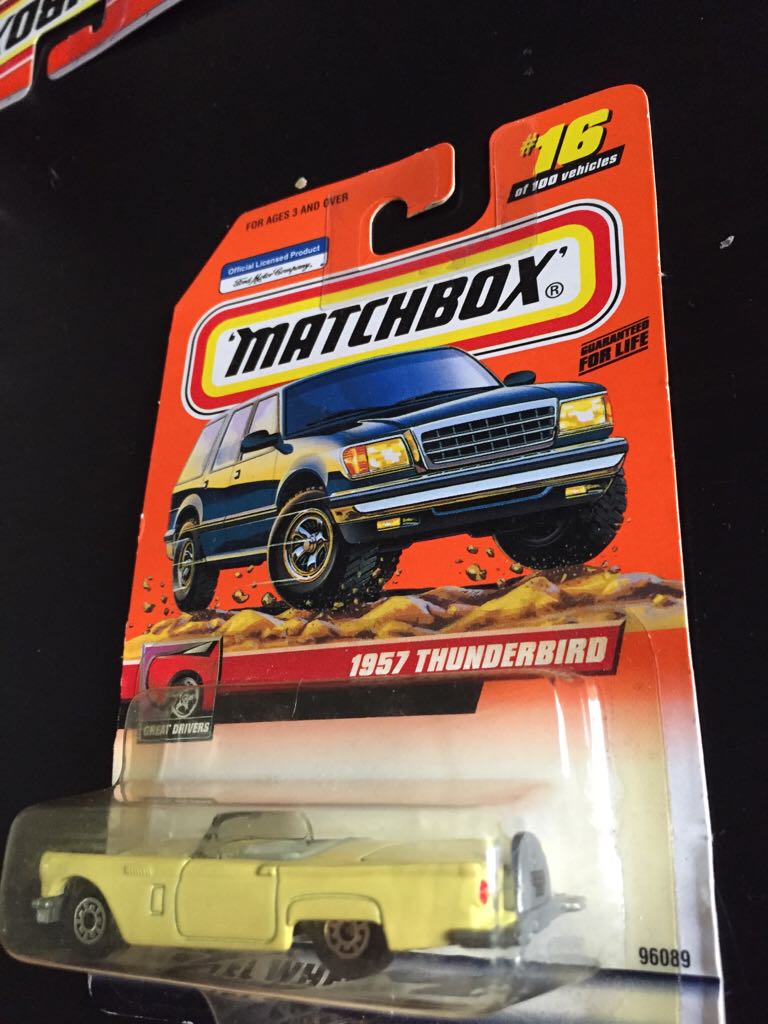 #16
of 100 vehicles
FOR AGES 3 AND OVER
Official Licensed Product
Ford Motor Company,
'MATCHBOX'®
GUARANTEED
FOR LIFE
1957 THUNDERBIRD
GREAT DRIVERS
96089